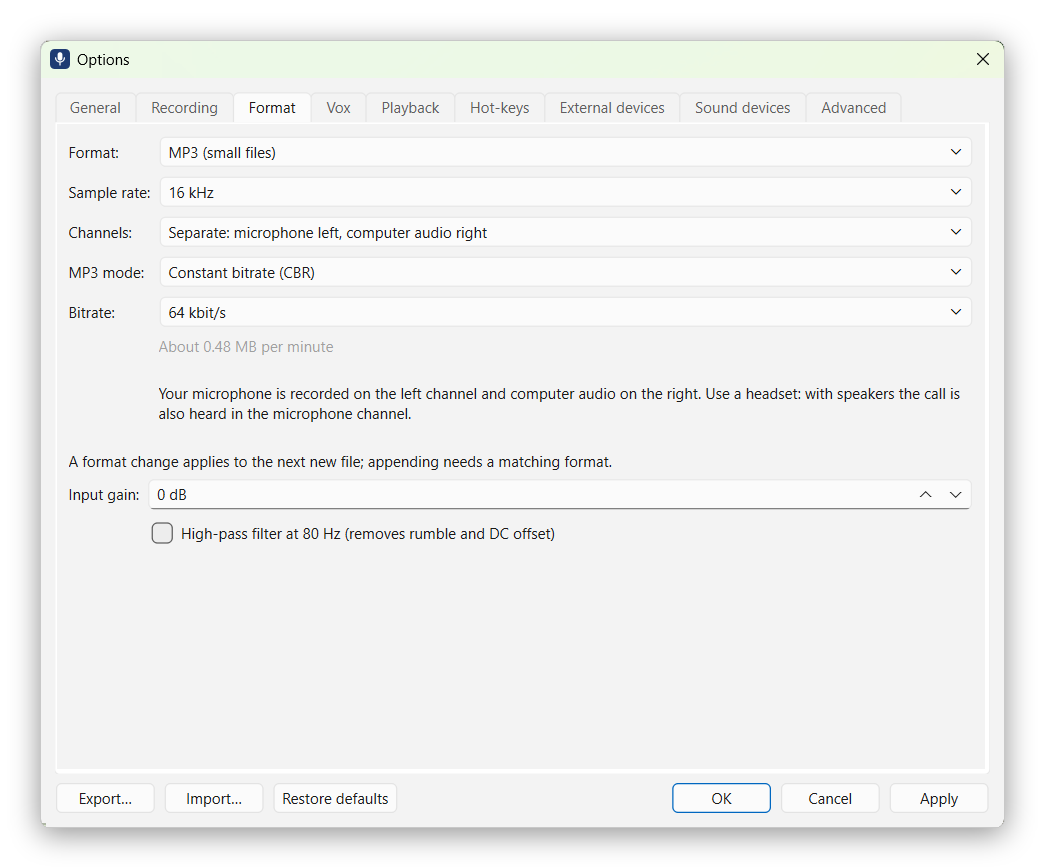 Options
General Recording Format Vox Playback Hot-keys External devices Sound devices Advanced
Format: MP3 (small files)
Sample rate: 16 kHz
Channels: Separate: microphone left, computer audio right
MP3 mode: Constant bitrate (CBR)
Bitrate: 64 kbit/s
About 0.48 MB per minute
Your microphone is recorded on the left channel and computer audio on the right. Use a headset: with speakers the call is
also heard in the microphone channel.
A format change applies to the next new file; appending needs a matching format.
Input gain: 0 dB
High-pass filter at 80 Hz (removes rumble and DC offset)
Export... Import... Restore defaults OK Cancel Apply